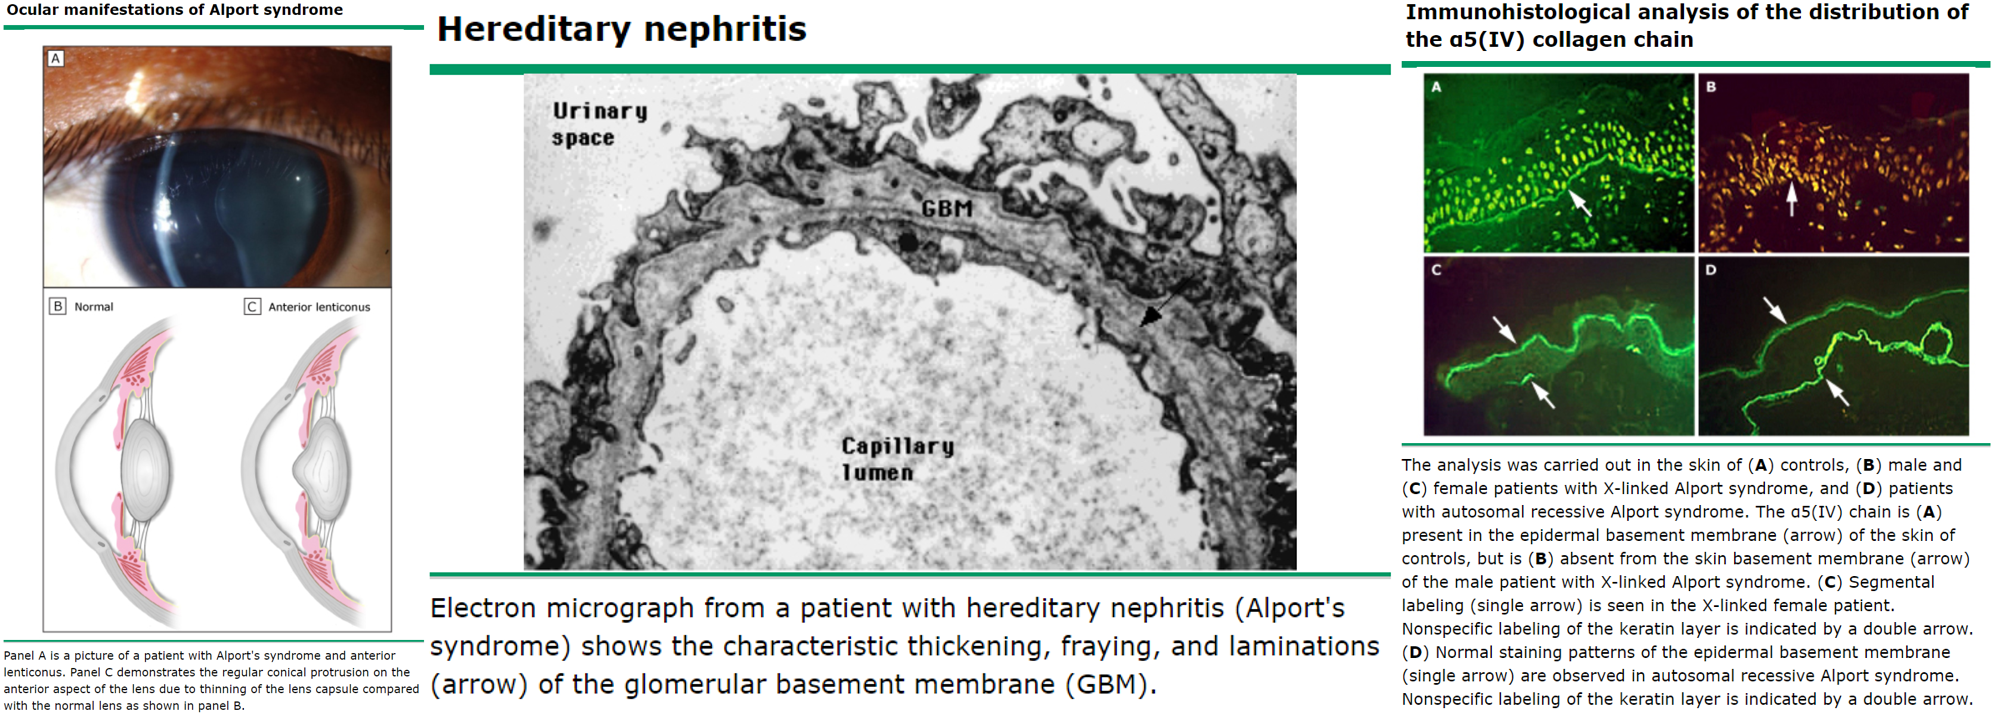 Ocular manifestations of Alport syndrome
A
B Normal
C Anterior lenticonus
Panel A is a picture of a patient with Alport's syndrome and anterior
lenticonus. Panel C demonstrates the regular conical protrusion on the
anterior aspect of the lens due to thinning of the lens capsule compared
with the normal lens as shown in panel B.
Hereditary nephritis
Urinary
space
GBM
Capillary
lumen
Electron micrograph from a patient with hereditary nephritis (Alport's
syndrome) shows the characteristic thickening, fraying, and laminations
(arrow) of the glomerular basement membrane (GBM).
Immunohistological analysis of the distribution of
the α5(IV) collagen chain
A
B
C
D
The analysis was carried out in the skin of (A) controls, (B) male and
(C) female patients with X-linked Alport syndrome, and (D) patients
with autosomal recessive Alport syndrome. The α5(IV) chain is (A)
present in the epidermal basement membrane (arrow) of the skin of
controls, but is (B) absent from the skin basement membrane (arrow)
of the male patient with X-linked Alport syndrome. (C) Segmental
labeling (single arrow) is seen in the X-linked female patient.
Nonspecific labeling of the keratin layer is indicated by a double arrow.
(D) Normal staining patterns of the epidermal basement membrane
(single arrow) are observed in autosomal recessive Alport syndrome.
Nonspecific labeling of the keratin layer is indicated by a double arrow.